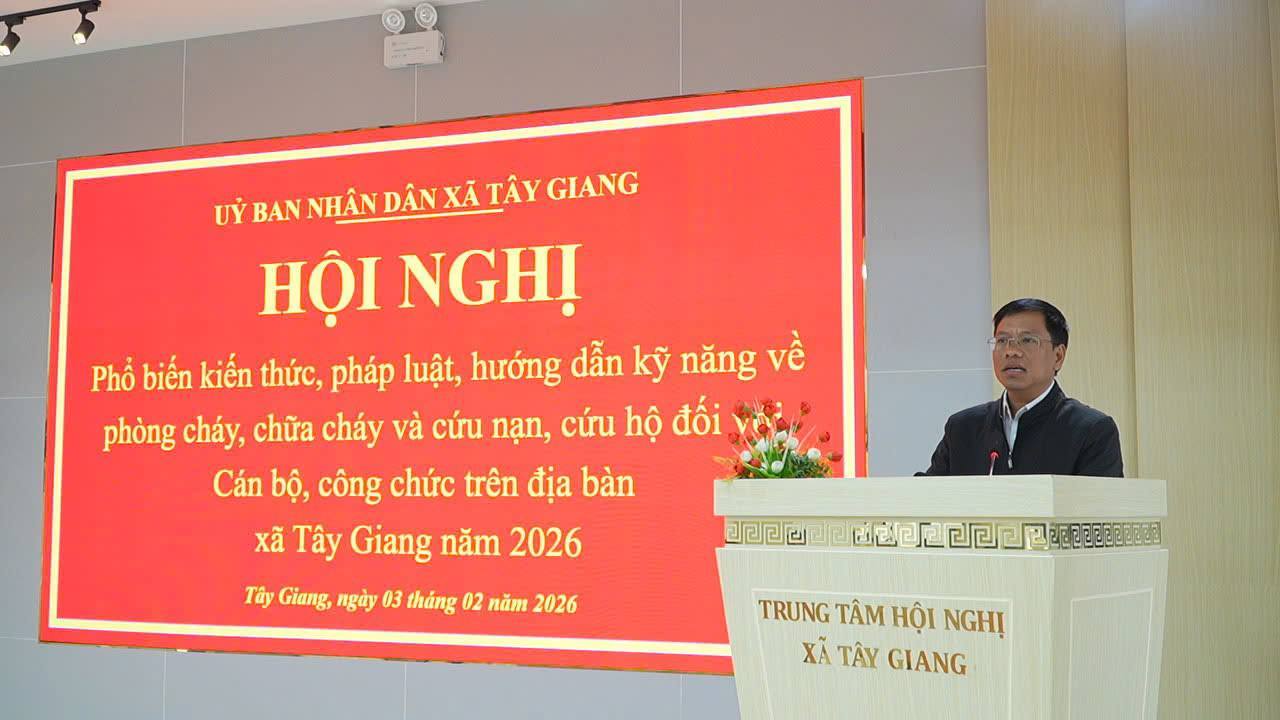 UỶ BAN NHÂN DÂN XÃ TÂY GIANG
HỘI NGHỊ
Phổ biến kiến thức, pháp luật, hướng dẫn kỹ năng về
phòng cháy, chữa cháy và cứu nạn, cứu hộ đối với
Cán bộ, công chức trên địa bàn
xã Tây Giang năm 2026
Tây Giang, ngày 03 tháng 02 năm 2026
TRUNG TÂM HỘI NGHỊ
XÃ TÂY GIANG